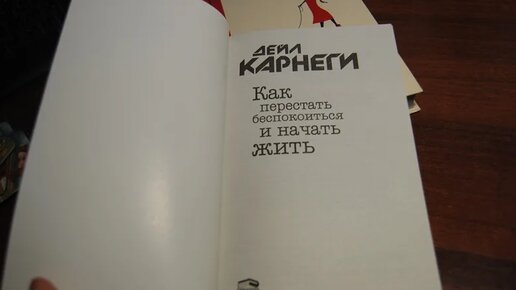 ДЕЙЛ
КАРНЕГИ
Как
перестать
беспокоиться
и начать
жить